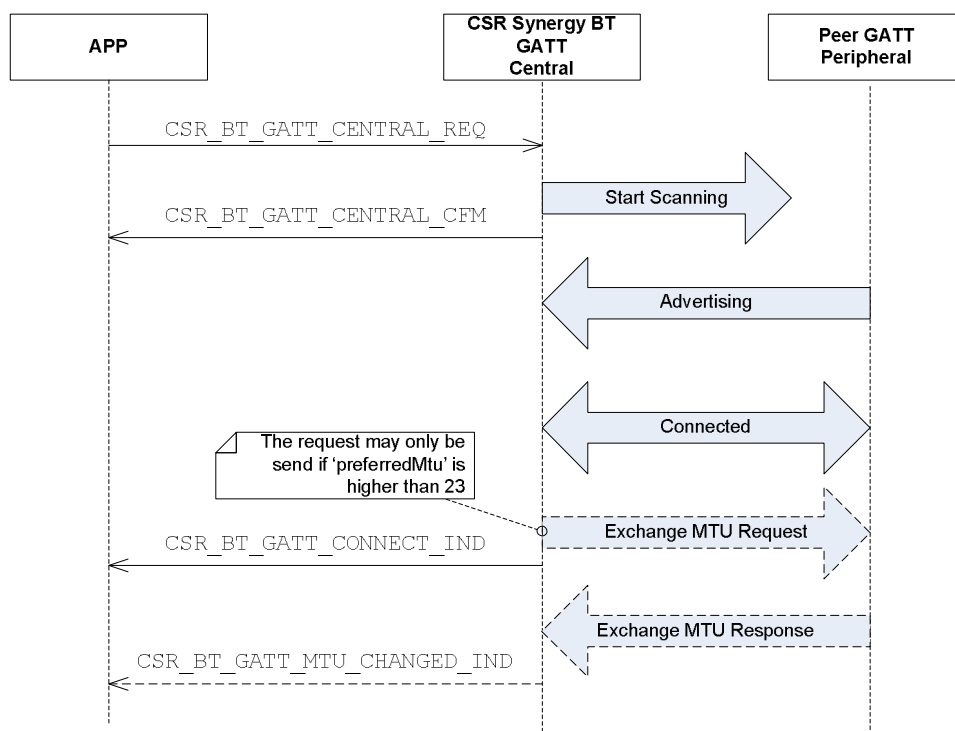 APP
CSR Synergy BT
GATT
Central
Peer GATT
Peripheral
CSR_BT_GATT_CENTRAL_REQ
Start Scanning
CSR_BT_GATT_CENTRAL_CFM
Advertising
Connected
The request may only be
send if ‘preferredMtu’ is
higher than 23
Exchange MTU Request
CSR_BT_GATT_CONNECT_IND
Exchange MTU Response
CSR_BT_GATT_MTU_CHANGED_IND